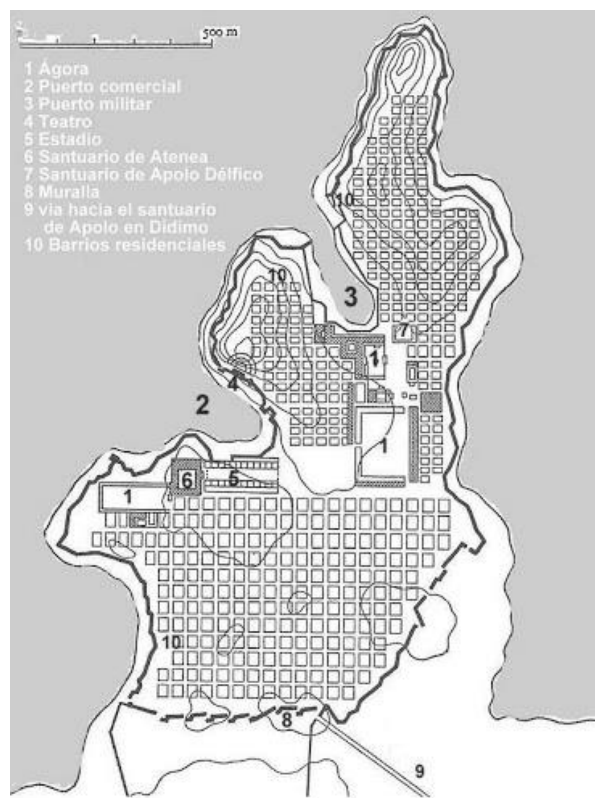 500 m
1 Ágora
2 Puerto comercial
3 Puerto militar
4 Teatro
5 Estadio
6 Santuario de Atenea
7 Santuario de Apolo Délfico
8 Muralla
9 vía hacia el santuario
de Apolo en Dídimo
10 Barrios residenciales
10
10
3
7
1
4
2
1
6
5
1
10
8
9